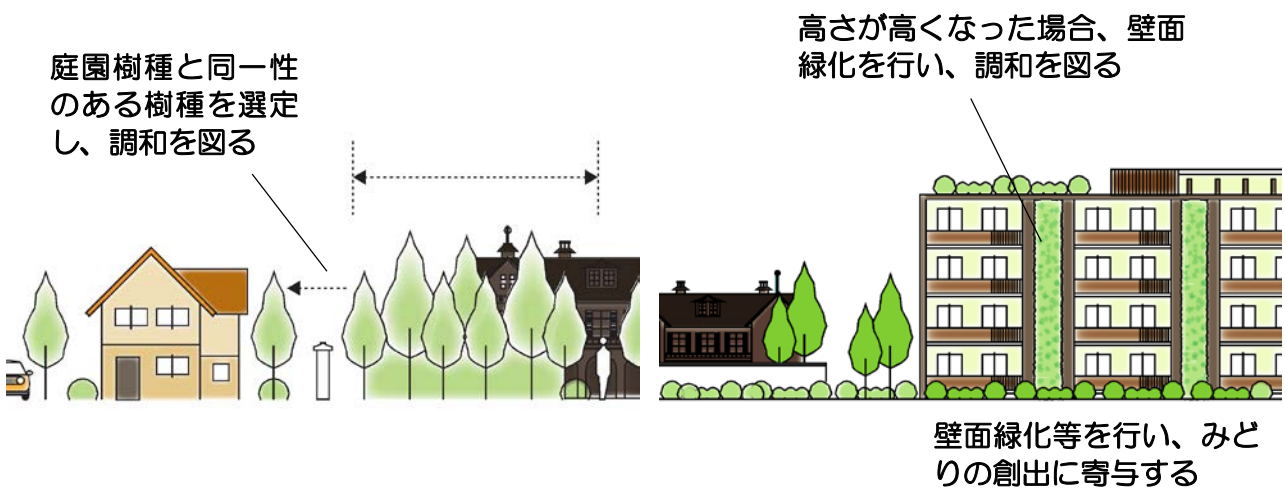 庭園樹種と同一性
のある樹種を選定
し、調和を図る
高さが高くなった場合、壁面
緑化を行い、調和を図る
壁面緑化等を行い、みど
りの創出に寄与する